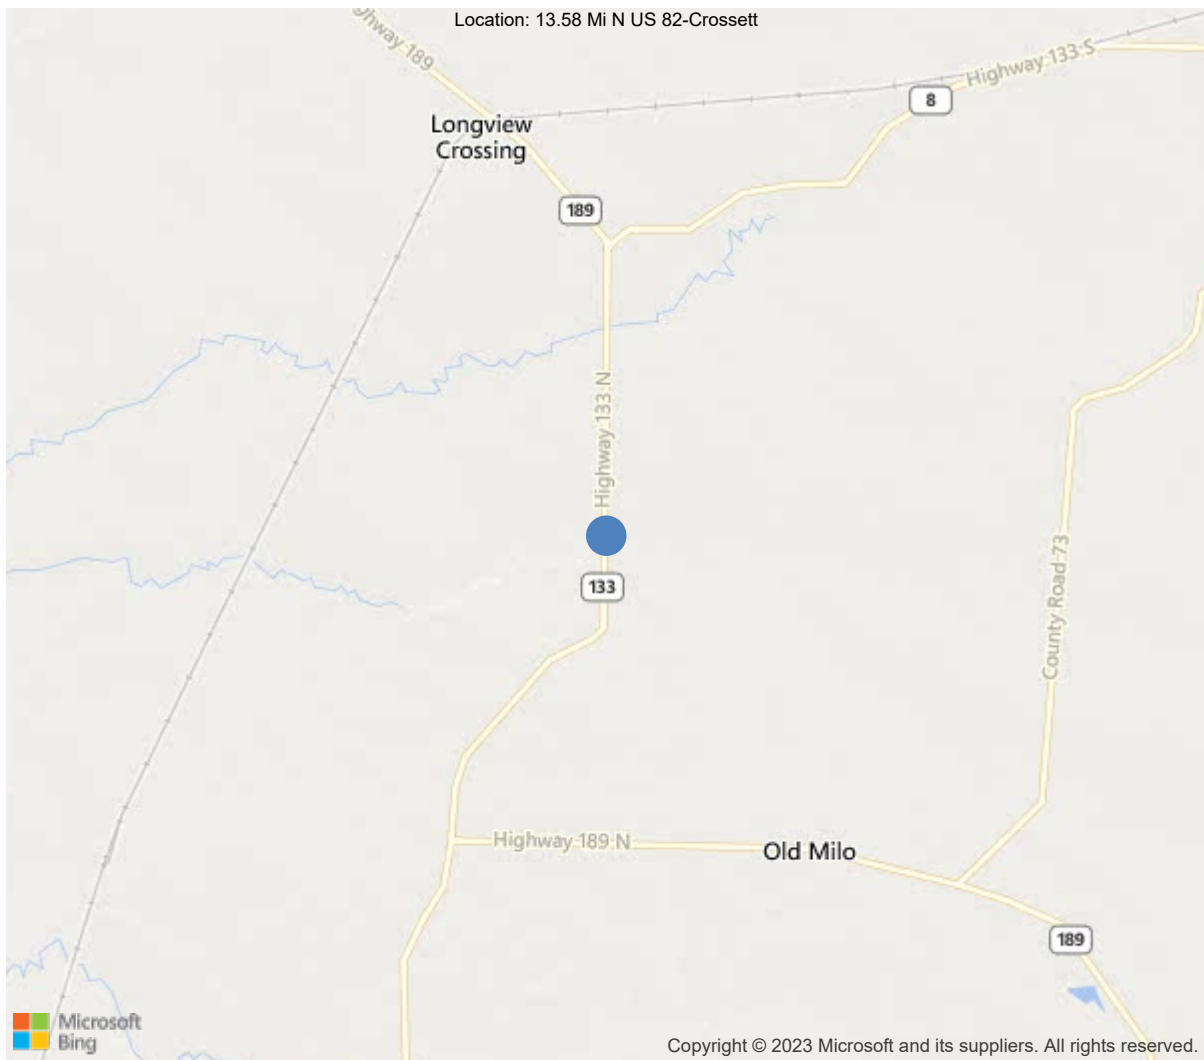 Location: 13.58 Mi N US 82-Crossett
Highway 189
Highway 133 S
8
Longview
Crossing
189
Highway 133 N
133
County Road 73
Highway 189 N
Old Milo
189
Microsoft
Bing
Copyright © 2023 Microsoft and its suppliers. All rights reserved.